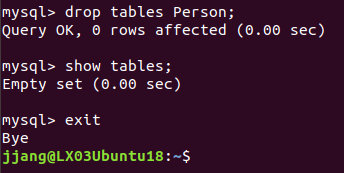 mysql> drop tables Person;
Query OK, 0 rows affected (0.00 sec)
mysql> show tables;
Empty set (0.00 sec)
mysql> exit
Bye
jjang@LX03Ubuntu18:~$